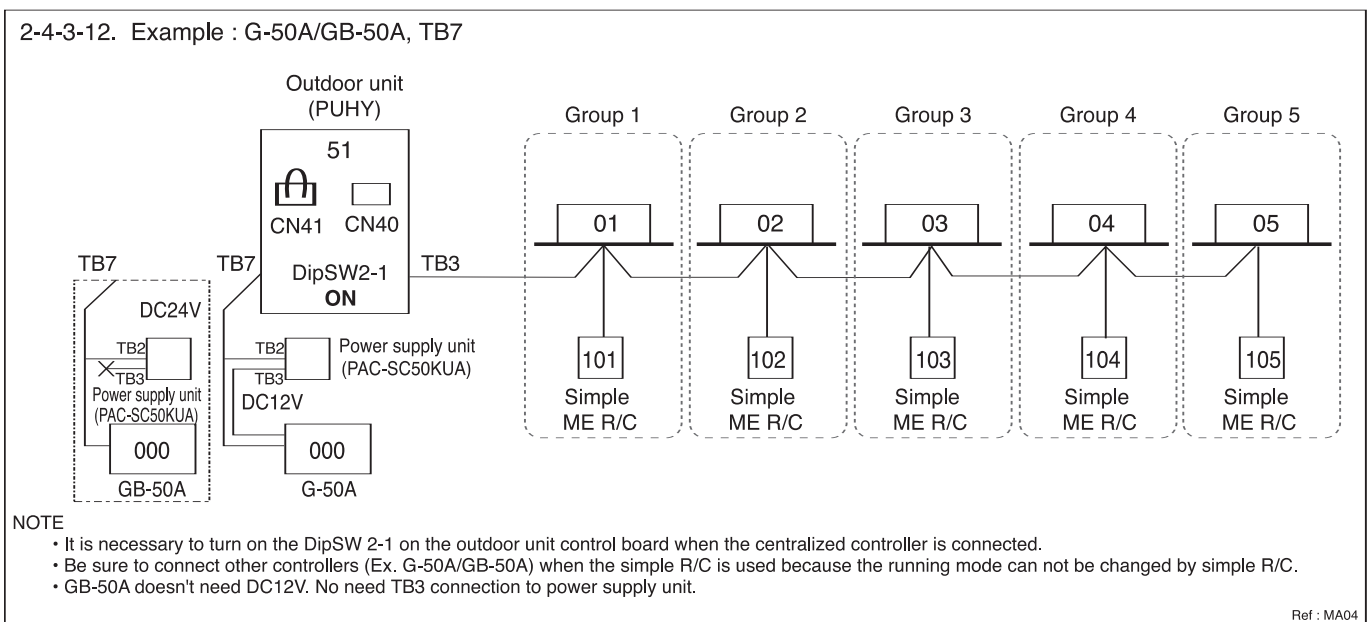 2-4-3-12. Example : G-50A/GB-50A, TB7
Outdoor unit
(PUHY)
51
CN41 CN40
DipSW2-1
ON
TB7
TB7
TB3
Group 1
Group 2
Group 3
Group 4
Group 5
01
02
03
04
05
101
Simple
ME R/C
102
Simple
ME R/C
103
Simple
ME R/C
104
Simple
ME R/C
105
Simple
ME R/C
DC24V
TB2
TB3
Power supply unit
(PAC-SC50KUA)
000
GB-50A
TB2
TB3
Power supply unit
(PAC-SC50KUA)
DC12V
000
G-50A
NOTE
• It is necessary to turn on the DipSW 2-1 on the outdoor unit control board when the centralized controller is connected.
• Be sure to connect other controllers (Ex. G-50A/GB-50A) when the simple R/C is used because the running mode can not be changed by simple R/C.
• GB-50A doesn't need DC12V. No need TB3 connection to power supply unit.
Ref : MA04